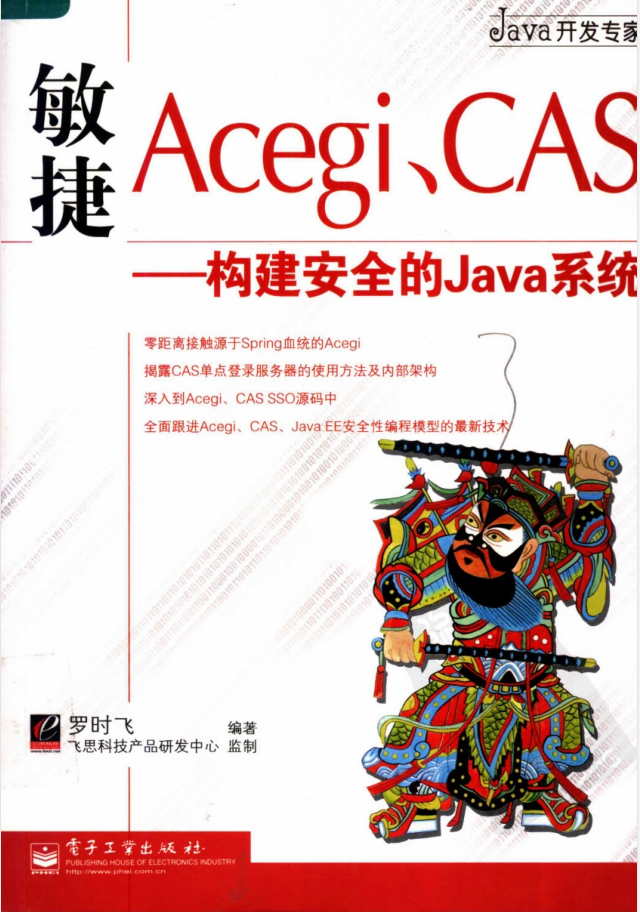 Java开发专家
敏捷
Acegi、CAS
——构建安全的Java系统
零距离接触源于Spring血统的Acegi
揭露CAS单点登录服务器的使用方法及内部架构
深入到Acegi、CAS SSO源码中
全面跟进Acegi、CAS、Java EE安全性编程模型的最新技术
罗时飞 编著
飞思科技产品研发中心 监制
電子工業出版社
PUBLISHING HOUSE OF ELECTRONICS INDUSTRY
http://www.phei.com.cn